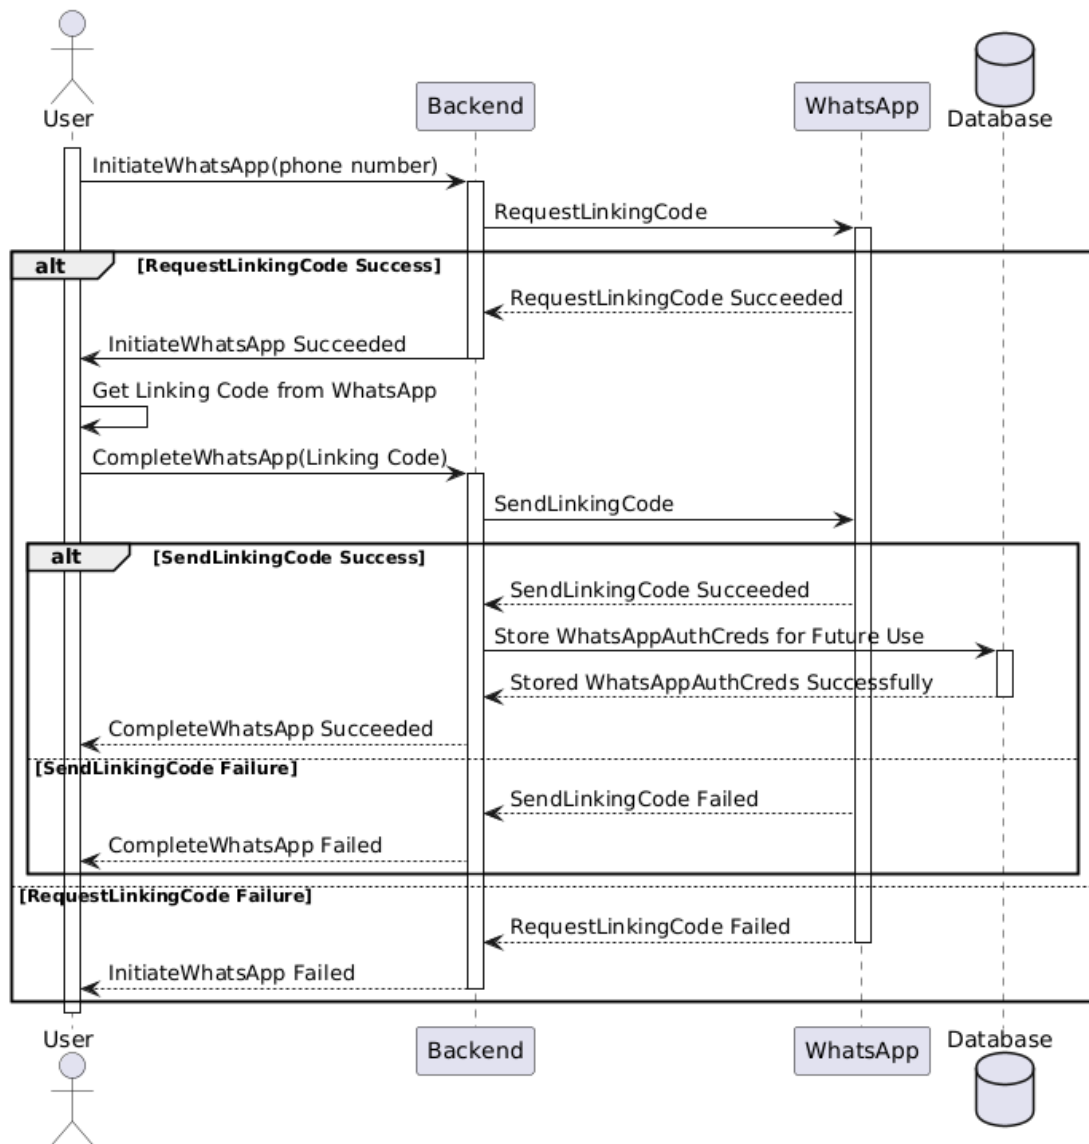 User
Backend
WhatsApp
Database
InitiateWhatsApp(phone number)
RequestLinkingCode
alt [RequestLinkingCode Success]
RequestLinkingCode Succeeded
InitiateWhatsApp Succeeded
Get Linking Code from WhatsApp
CompleteWhatsApp(Linking Code)
SendLinkingCode
alt [SendLinkingCode Success]
SendLinkingCode Succeeded
Store WhatsAppAuthCreds for Future Use
Stored WhatsAppAuthCreds Successfully
CompleteWhatsApp Succeeded
[SendLinkingCode Failure]
SendLinkingCode Failed
CompleteWhatsApp Failed
[RequestLinkingCode Failure]
RequestLinkingCode Failed
InitiateWhatsApp Failed
User
Backend
WhatsApp
Database